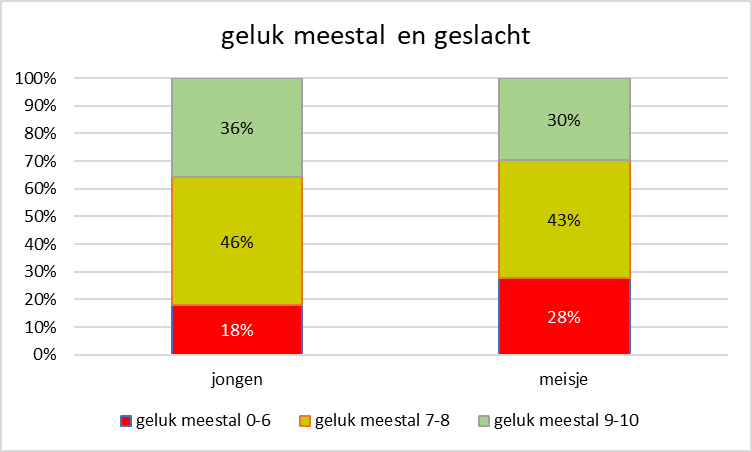 geluk meestal en geslacht
100%
90%
80%
70%
60%
50%
40%
30%
20%
10%
0%
36%
46%
18%
30%
43%
28%
jongen
meisje
geluk meestal 0-6
geluk meestal 7-8
geluk meestal 9-10